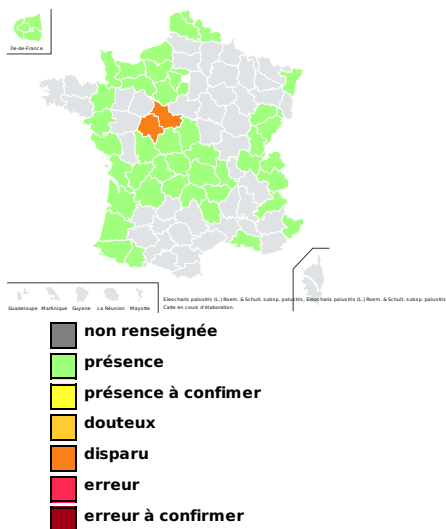 Île-de-France
Guadeloupe Martinique Guyane La Réunion Mayotte
Eleocharis palustris (L.) Roem. & Schult. subsp. palustris, Eleocharis palustris (L.) Roem. & Schult. subsp. palustris
Carte en cours d'élaboration.
non renseignée
présence
présence à confimer
douteux
disparu
erreur
erreur à confirmer